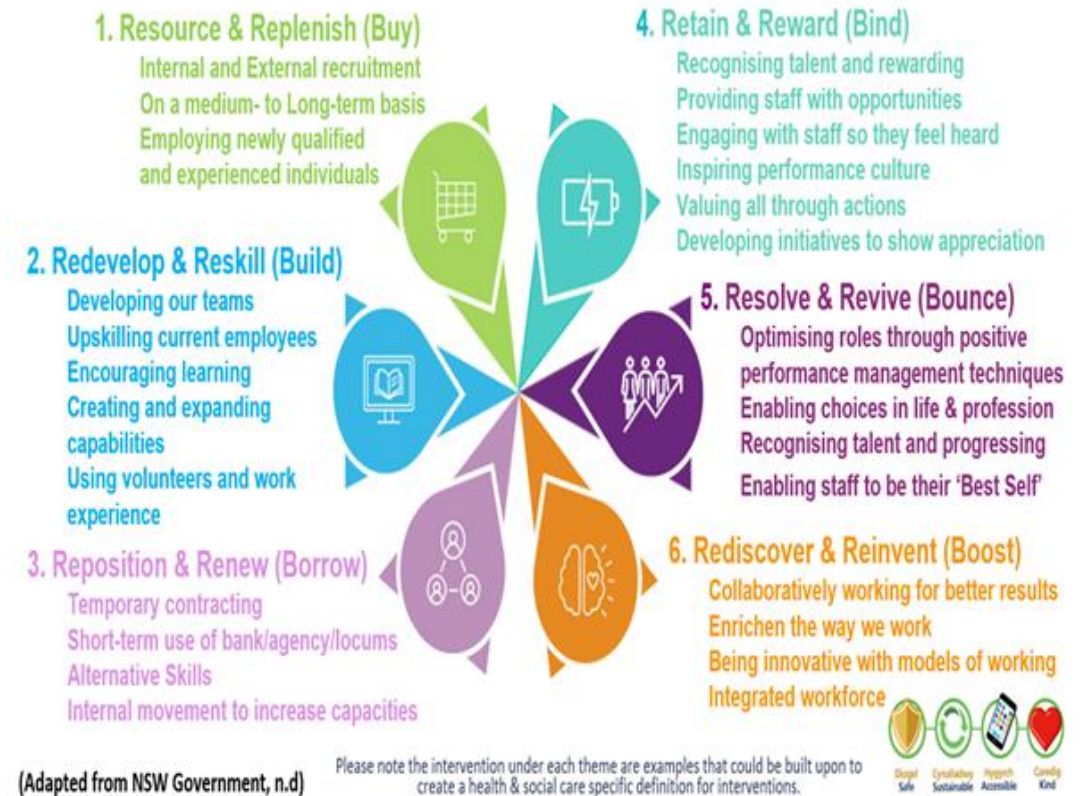 1. Resource & Replenish (Buy)
Internal and External recruitment
On a medium- to Long-term basis
Employing newly qualified
and experienced individuals
2. Redevelop & Reskill (Build)
Developing our teams
Upskilling current employees
Encouraging learning
Creating and expanding
capabilities
Using volunteers and work
experience
3. Reposition & Renew (Borrow)
Temporary contracting
Short-term use of bank/agency/locums
Alternative Skills
Internal movement to increase capacities
4. Retain & Reward (Bind)
Recognising talent and rewarding
Providing staff with opportunities
Engaging with staff so they feel heard
Inspiring performance culture
Valuing all through actions
Developing initiatives to show appreciation
5. Resolve & Revive (Bounce)
Optimising roles through positive
performance management techniques
Enabling choices in life & profession
Recognising talent and progressing
Enabling staff to be their ‘Best Self’
6. Rediscover & Reinvent (Boost)
Collaboratively working for better results
Enrichen the way we work
Being innovative with models of working
Integrated workforce
(Adapted from NSW Government, n.d)
Please note the intervention under each theme are examples that could be built upon to
create a health & social care specific definition for interventions.
Diogel Cynaliadwy Hygyrch Caredig
Safe Sustainable Accessible Kind